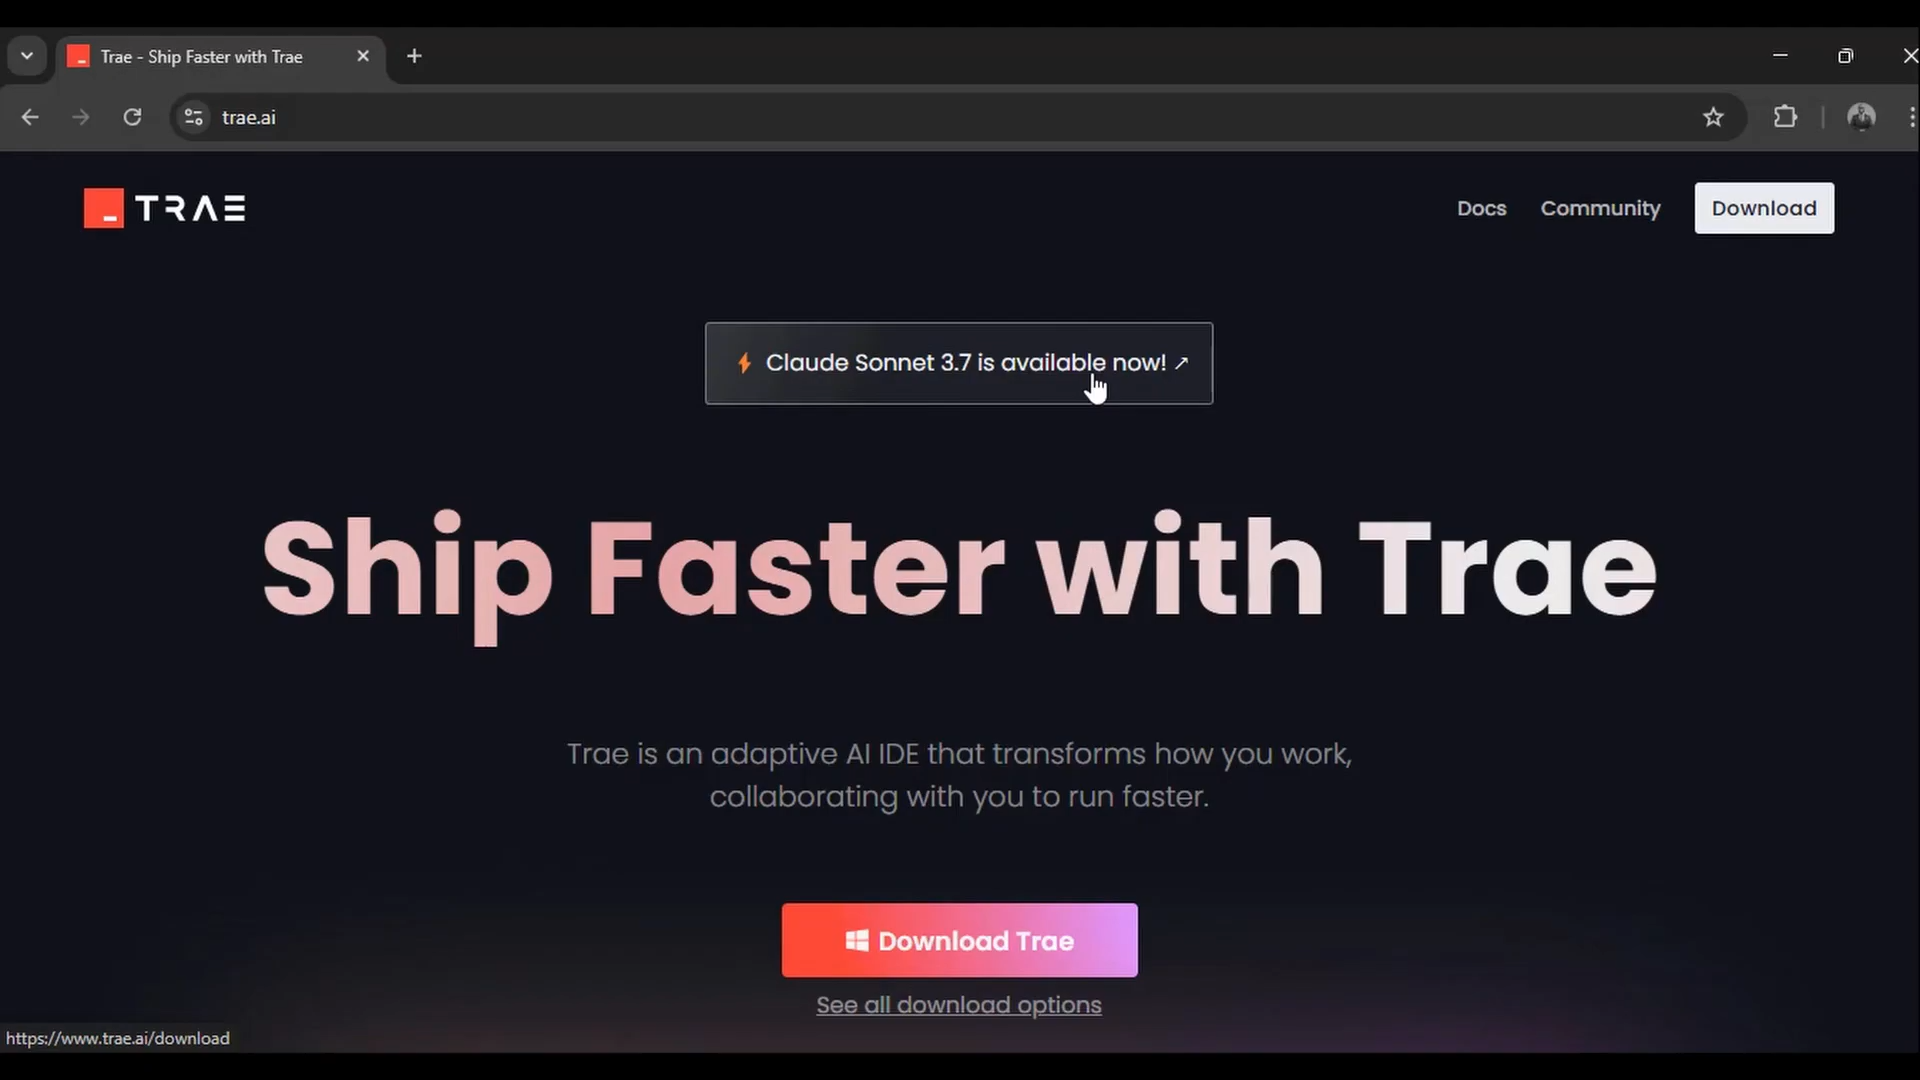 Trae - Ship Faster with Trae
trae.ai
TRAE
Docs
Community
Download
Claude Sonnet 3.7 is available now! ↗
Ship Faster with Trae
Trae is an adaptive AI IDE that transforms how you work,
collaborating with you to run faster.
Download Trae
See all download options
https://www.trae.ai/download